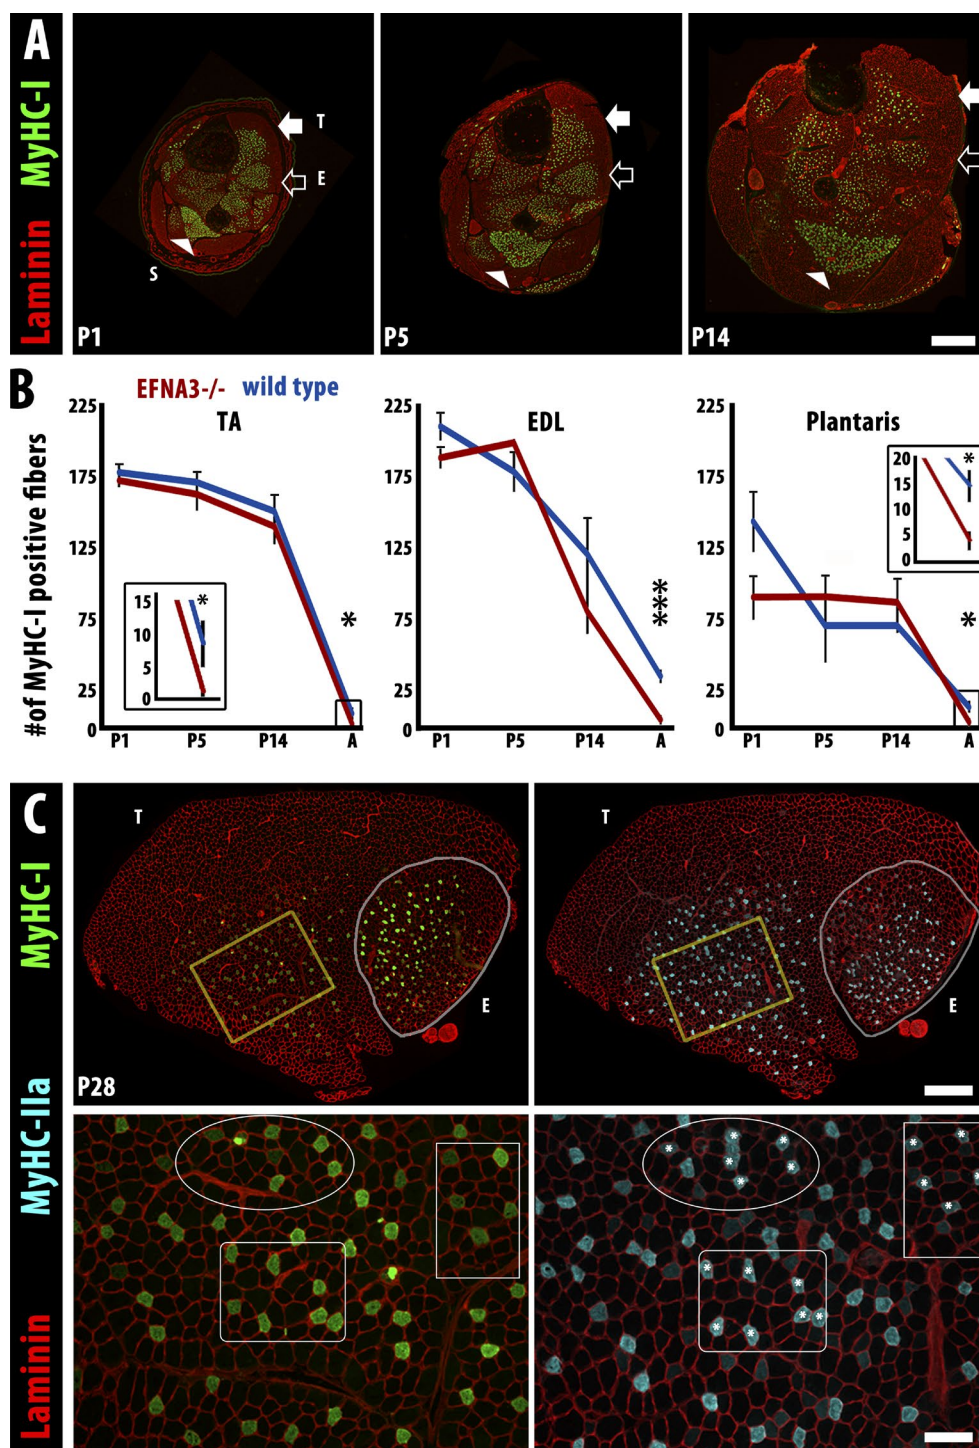 A
Laminin MyHC-I
T
E
S
P1
P5
P14
B
EFNA3-/- wild type
#of MyHC-I positive fibers
TA
225
175
125
75
25
0
P1 P5 P14 A
*
15
10
5
0
*
EDL
225
175
125
75
25
0
P1 P5 P14 A
***
Plantaris
225
175
125
75
25
0
P1 P5 P14 A
*
20
15
10
5
0
*
C
Laminin MyHC-IIa MyHC-I
T
E
P28
T
E
* * * * * *
* * * *
* * * * * * *